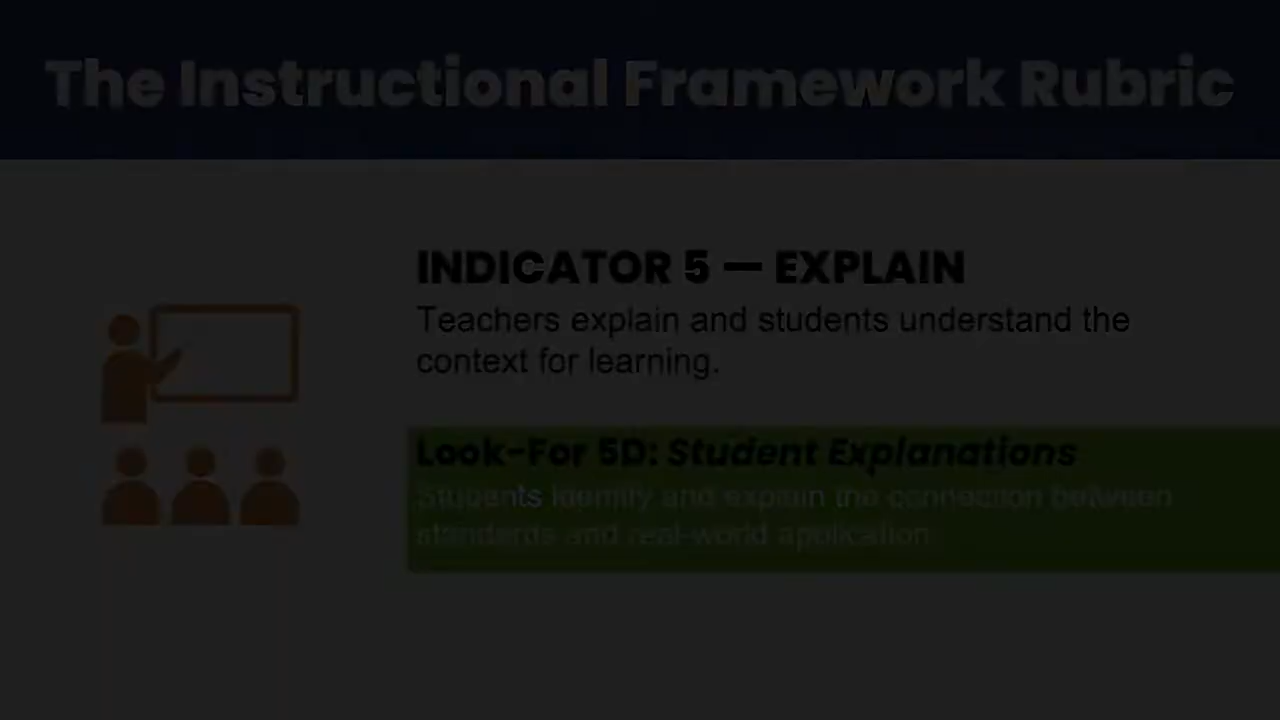 The Instructional Framework Rubric
INDICATOR 5 — EXPLAIN
Teachers explain and students understand the
context for learning.
Look-For 5D: Student Explanations
Students identify and explain the connection between
standards and real-world application.